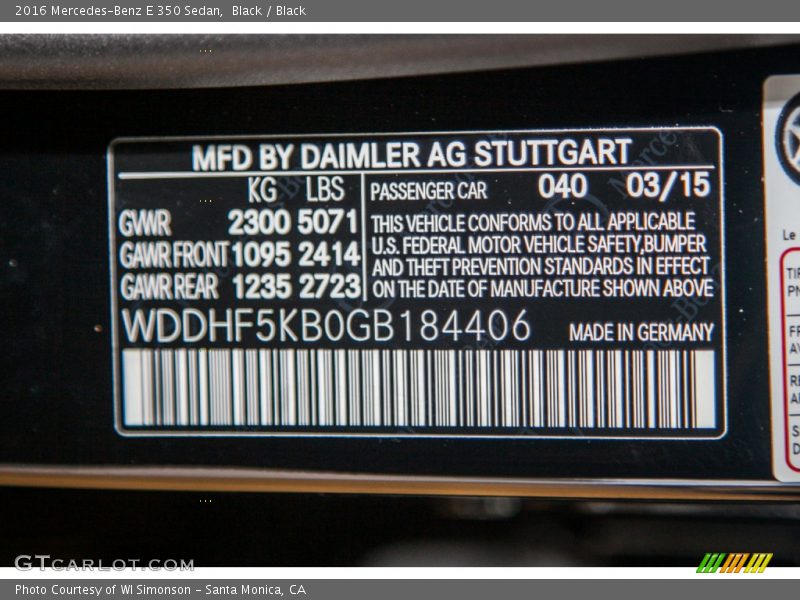 2016 Mercedes-Benz E 350 Sedan, Black / Black
MFD BY DAIMLER AG STUTTGART
KG LBS
GWR 2300 5071
GAWR FRONT 1095 2414
GAWR REAR 1235 2723
PASSENGER CAR 040 03/15
THIS VEHICLE CONFORMS TO ALL APPLICABLE
U.S. FEDERAL MOTOR VEHICLE SAFETY, BUMPER
AND THEFT PREVENTION STANDARDS IN EFFECT
ON THE DATE OF MANUFACTURE SHOWN ABOVE
WDDHF5KB0GB184406 MADE IN GERMANY
Le
GTCARLOT.COM
Photo Courtesy of WI Simonson - Santa Monica, CA